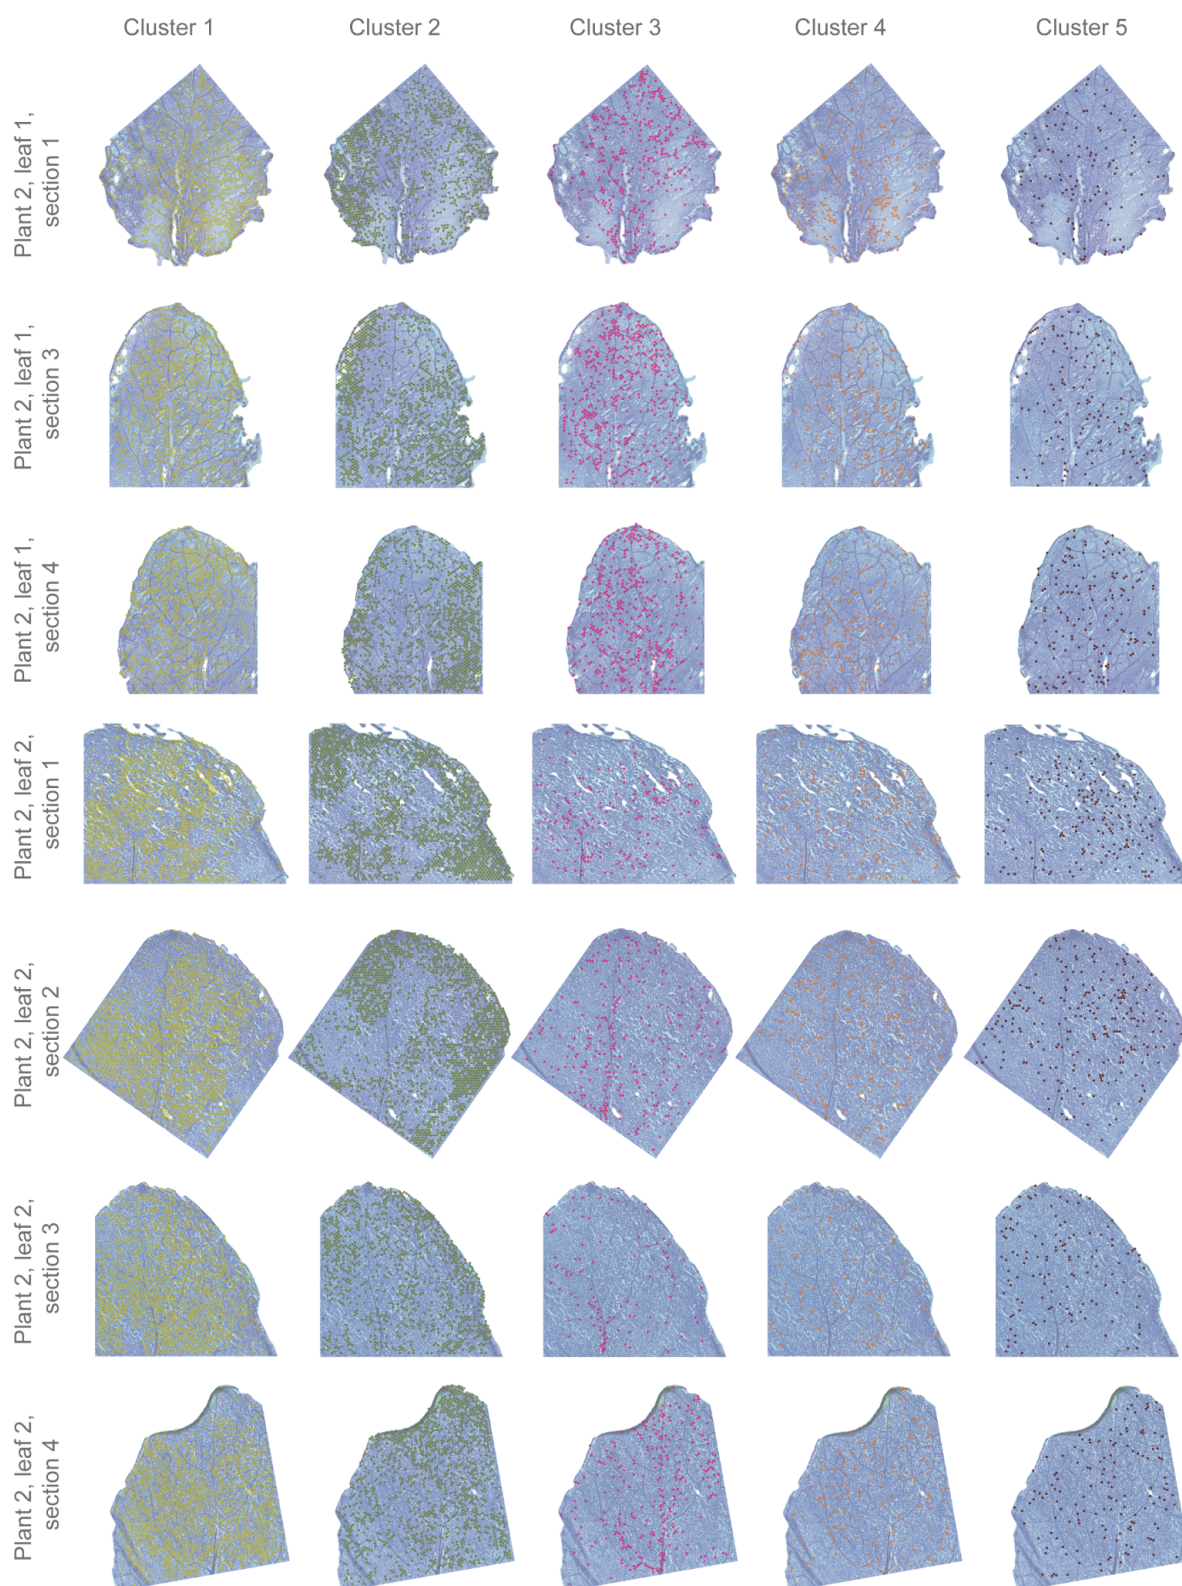 Cluster 1
Cluster 2
Cluster 3
Cluster 4
Cluster 5
Plant 2, leaf 1,
section 1
Plant 2, leaf 1,
section 3
Plant 2, leaf 1,
section 4
Plant 2, leaf 2,
section 1
Plant 2, leaf 2,
section 2
Plant 2, leaf 2,
section 3
Plant 2, leaf 2,
section 4